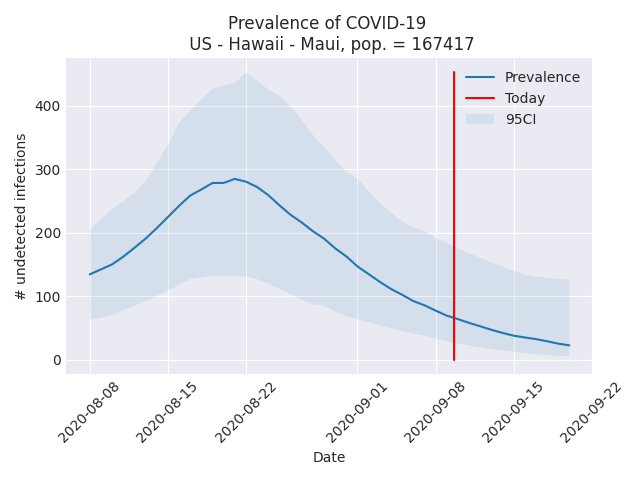 Prevalence of COVID-19
US - Hawaii - Maui, pop. = 167417
Prevalence
Today
95CI
# undetected infections
400
300
200
100
0
2020-08-08
2020-08-15
2020-08-22
2020-09-01
2020-09-08
2020-09-15
2020-09-22
Date